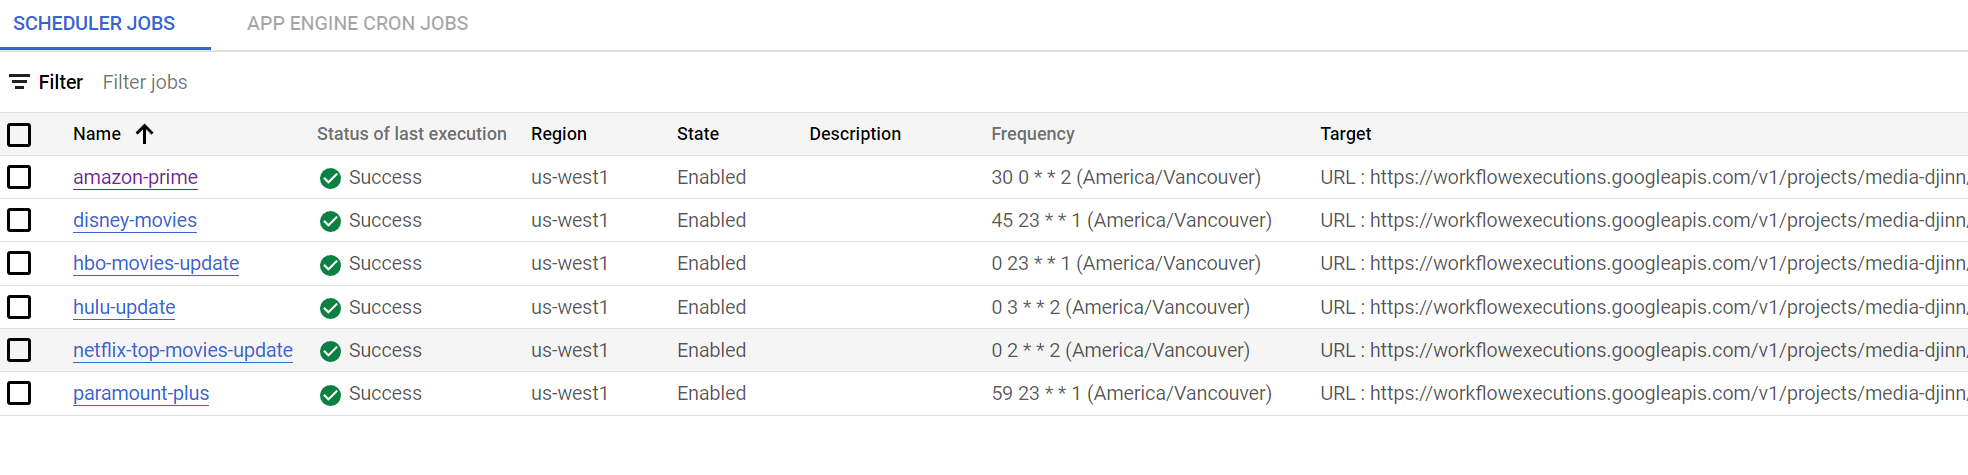 SCHEDULER JOBS APP ENGINE CRON JOBS
Filter Filter jobs
Name Status of last execution Region State Description Frequency Target
amazon-prime Success us-west1 Enabled 30 0 * * 2 (America/Vancouver) URL : https://workflowexecutions.googleapis.com/v1/projects/media-djinn/
disney-movies Success us-west1 Enabled 45 23 * * 1 (America/Vancouver) URL : https://workflowexecutions.googleapis.com/v1/projects/media-djinn/
hbo-movies-update Success us-west1 Enabled 0 23 * * 1 (America/Vancouver) URL : https://workflowexecutions.googleapis.com/v1/projects/media-djinn/
hulu-update Success us-west1 Enabled 0 3 * * 2 (America/Vancouver) URL : https://workflowexecutions.googleapis.com/v1/projects/media-djinn/
netflix-top-movies-update Success us-west1 Enabled 0 2 * * 2 (America/Vancouver) URL : https://workflowexecutions.googleapis.com/v1/projects/media-djinn/
paramount-plus Success us-west1 Enabled 59 23 * * 1 (America/Vancouver) URL : https://workflowexecutions.googleapis.com/v1/projects/media-djinn/